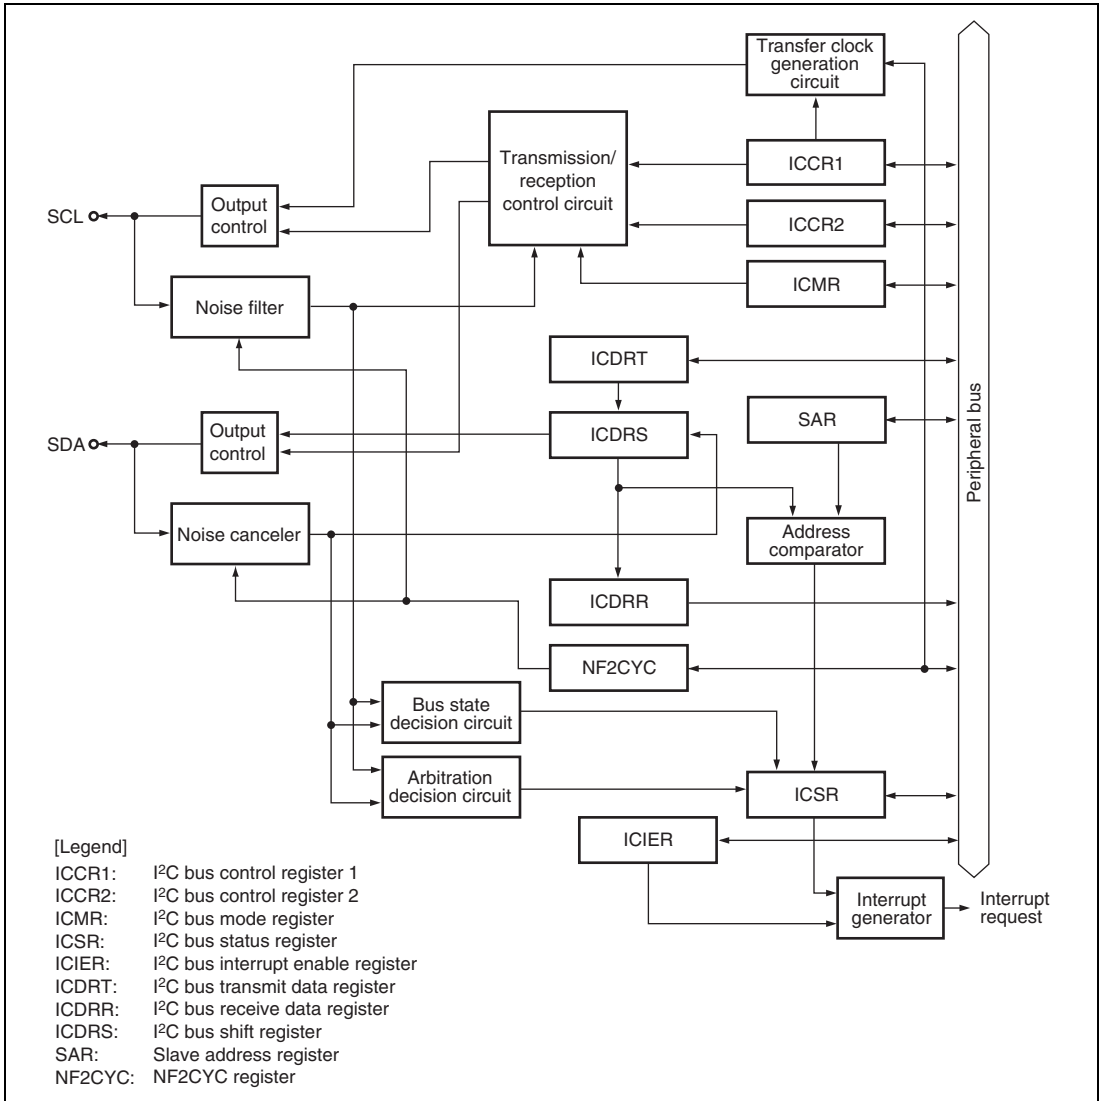 Transfer clock
generation
circuit
Transmission/
reception
control circuit
ICCR1
SCL
Output
control
ICCR2
ICMR
Noise filter
ICDRT
Peripheral bus
SAR
SDA
Output
control
ICDRS
Noise canceler
Address
comparator
ICDRR
NF2CYC
Bus state
decision circuit
Arbitration
decision circuit
ICSR
ICIER
Interrupt
generator
Interrupt
request
[Legend]
ICCR1: I²C bus control register 1
ICCR2: I²C bus control register 2
ICMR: I²C bus mode register
ICSR: I²C bus status register
ICIER: I²C bus interrupt enable register
ICDRT: I²C bus transmit data register
ICDRR: I²C bus receive data register
ICDRS: I²C bus shift register
SAR: Slave address register
NF2CYC: NF2CYC register